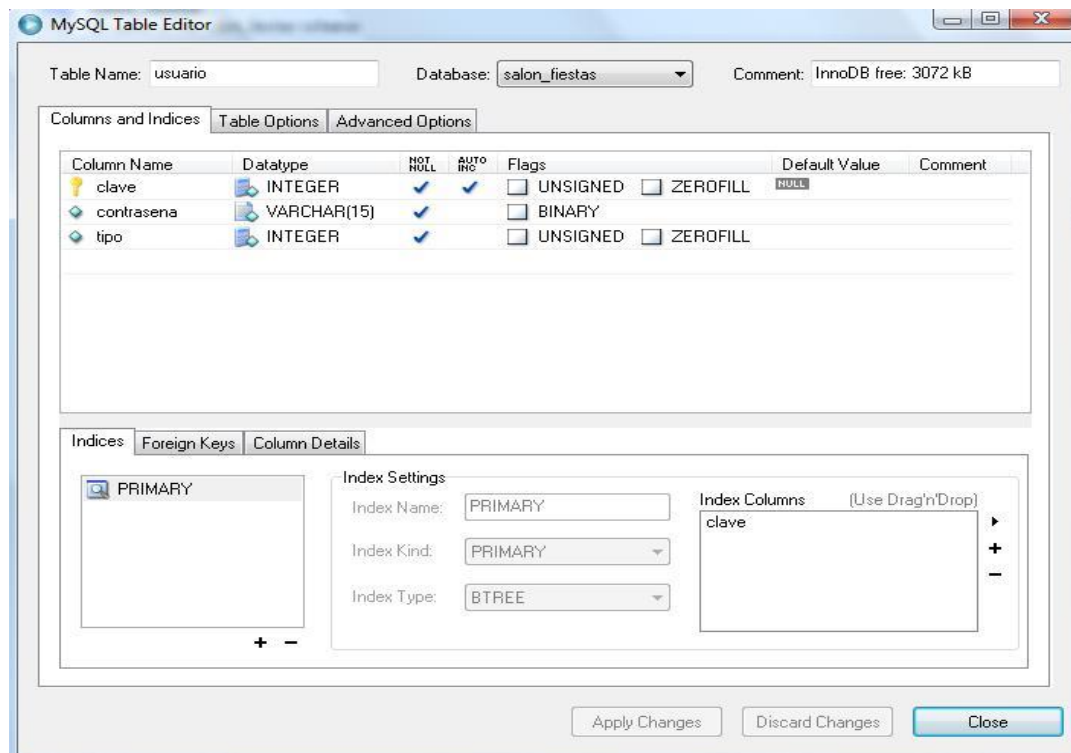 MySQL Table Editor
Table Name: usuario Database: salon_fiestas Comment: InnoDB free: 3072 kB
Columns and Indices Table Options Advanced Options
Column Name Datatype NOT NULL AUTO INC Flags Default Value Comment
clave INTEGER UNSIGNED ZEROFILL NULL
contrasena VARCHAR(15) BINARY
tipo INTEGER UNSIGNED ZEROFILL
Indices Foreign Keys Column Details
PRIMARY
Index Settings
Index Name: PRIMARY
Index Kind: PRIMARY
Index Type: BTREE
Index Columns (Use Drag'n'Drop)
clave
Apply Changes Discard Changes Close